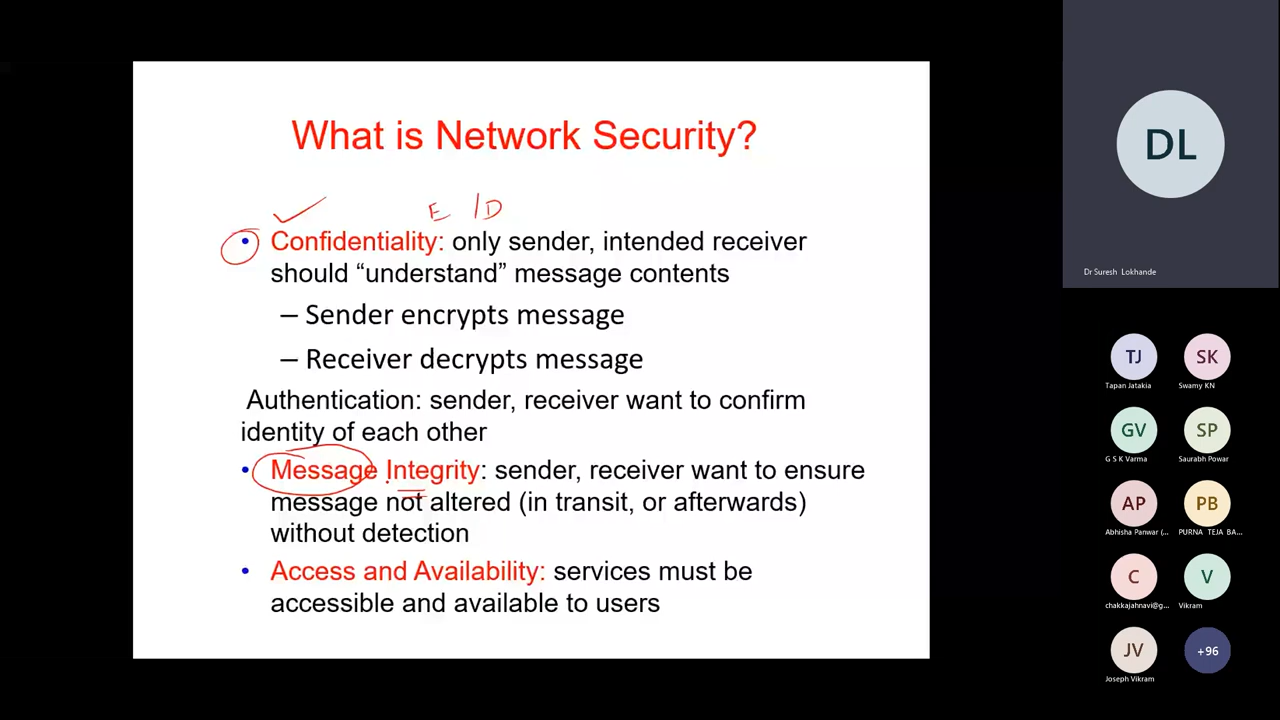 What is Network Security?
E / D
• Confidentiality: only sender, intended receiver
should “understand” message contents
– Sender encrypts message
– Receiver decrypts message
Authentication: sender, receiver want to confirm
identity of each other
• Message Integrity: sender, receiver want to ensure
message not altered (in transit, or afterwards)
without detection
• Access and Availability: services must be
accessible and available to users
DL
Dr Suresh Lokhande
TJ SK
Tapan Jatakia Swamy KN
GV SP
G S K Varma Saurabh Powar
AP PB
Abhisha Panwar (... PURNA TEJA BA...
C V
chakkajahnavi@g... Vikram
JV +96
Joseph Vikram